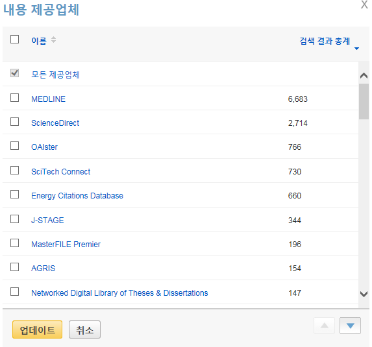 내용 제공업체
X
이름
검색 결과 총계
모든 제공업체
MEDLINE 6,683
ScienceDirect 2,714
OAIster 766
SciTech Connect 730
Energy Citations Database 660
J-STAGE 344
MasterFILE Premier 196
AGRIS 154
Networked Digital Library of Theses & Dissertations 147
업데이트 취소